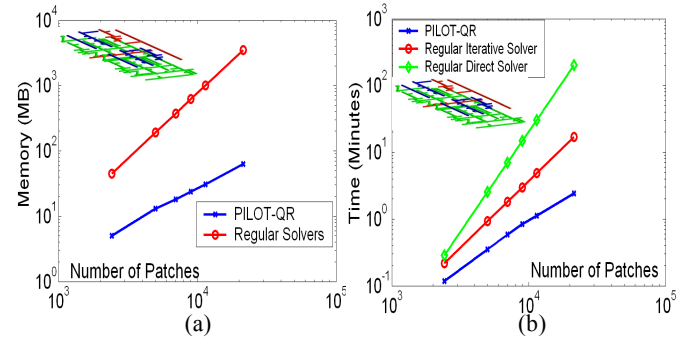 10^4
10^3
10^2
10^1
10^0
Memory (MB)
PILOT-QR
Regular Solvers
Number of Patches
10^3
10^4
10^5
(a)
10^3
10^2
10^1
10^0
10^-1
Time (Minutes)
PILOT-QR
Regular Iterative Solver
Regular Direct Solver
Number of Patches
10^3
10^4
10^5
(b)